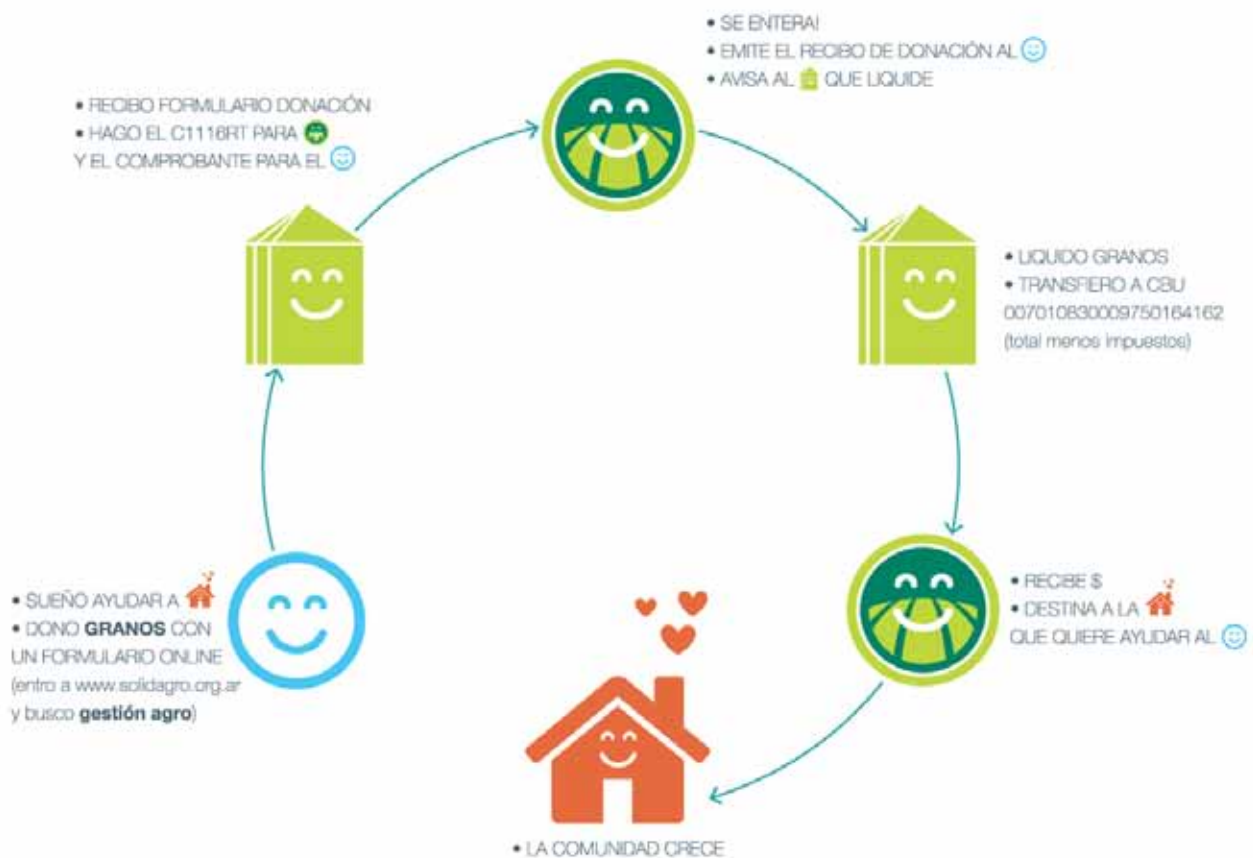 • SE ENTERA!
• EMITE EL RECIBO DE DONACIÓN AL
• AVISA AL QUE LIQUIDE
• RECIBO FORMULARIO DONACIÓN
• HAGO EL C1116RT PARA
Y EL COMPROBANTE PARA EL
• LIQUIDO GRANOS
• TRANSFIERO A CBU
0070108300009750164162
(total menos impuestos)
• SUEÑO AYUDAR A
• DONO GRANOS CON
UN FORMULARIO ONLINE
(entro a www.solidagro.org.ar
y busco gestión agro)
• RECIBE $
• DESTINA A LA
QUE QUIERE AYUDAR AL
• LA COMUNIDAD CRECE